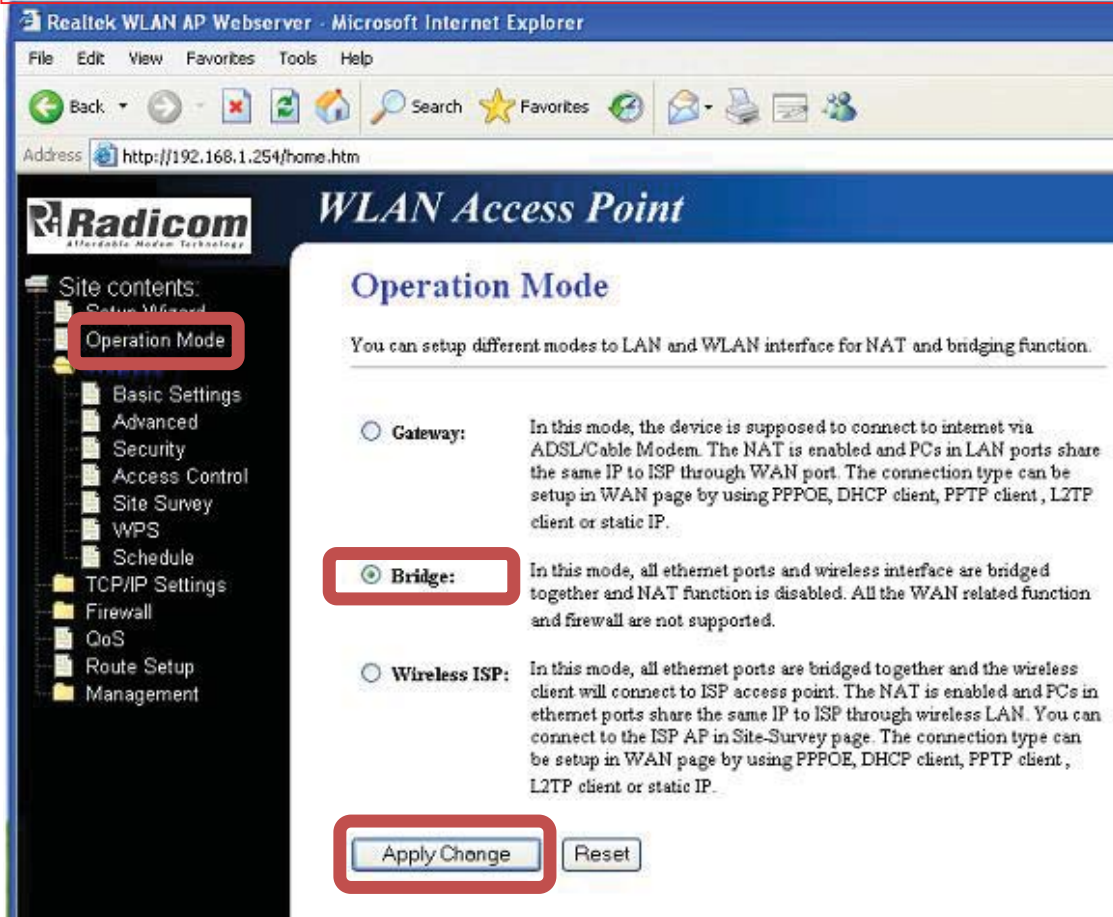 Realtek WLAN AP Webserver - Microsoft Internet Explorer
File Edit View Favorites Tools Help
Back Search Favorites
Address http://192.168.1.254/home.htm
Radicom
Affordable Modem Technology
WLAN Access Point
Site contents:
Setup Wizard
Operation Mode
Basic Settings
Advanced
Security
Access Control
Site Survey
WPS
Schedule
TCP/IP Settings
Firewall
QoS
Route Setup
Management
Operation Mode
You can setup different modes to LAN and WLAN interface for NAT and bridging function.
Gateway:
In this mode, the device is supposed to connect to internet via
ADSL/Cable Modem. The NAT is enabled and PCs in LAN ports share
the same IP to ISP through WAN port. The connection type can be
setup in WAN page by using PPPOE, DHCP client, PPTP client , L2TP
client or static IP.
Bridge:
In this mode, all ethernet ports and wireless interface are bridged
together and NAT function is disabled. All the WAN related function
and firewall are not supported.
Wireless ISP:
In this mode, all ethernet ports are bridged together and the wireless
client will connect to ISP access point. The NAT is enabled and PCs in
ethernet ports share the same IP to ISP through wireless LAN. You can
connect to the ISP AP in Site-Survey page. The connection type can
be setup in WAN page by using PPPOE, DHCP client, PPTP client ,
L2TP client or static IP.
Apply Change Reset